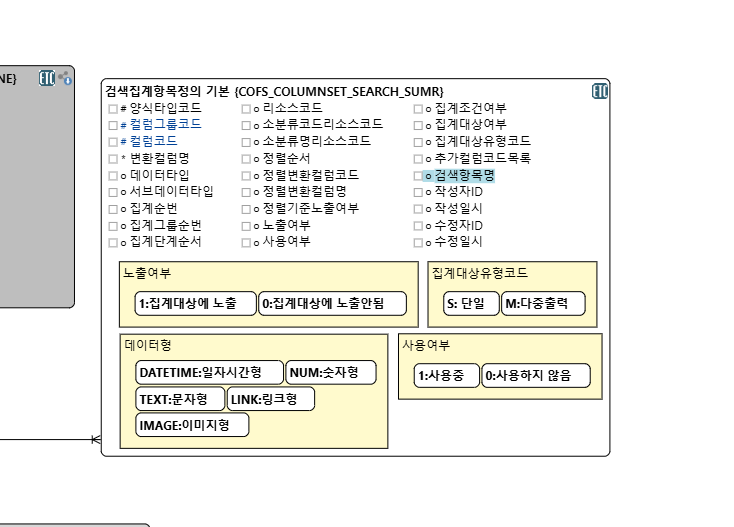 NE}
ETC
검색집계항목정의 기본 {COFS_COLUMNSET_SEARCH_SUMR}
ETC
# 양식타입코드
# 컬럼그룹코드
# 컬럼코드
* 변환컬럼명
o 데이터타입
o 서브데이터타입
o 집계순번
o 집계그룹순번
o 집계단계순서
o 리소스코드
o 소분류코드리소스코드
o 소분류명리소스코드
o 정렬순서
o 정렬변환컬럼코드
o 정렬변환컬럼명
o 정렬기준노출여부
o 노출여부
o 사용여부
o 집계조건여부
o 집계대상여부
o 집계대상유형코드
o 추가컬럼코드목록
o 검색항목명
o 작성자ID
o 작성일시
o 수정자ID
o 수정일시
노출여부
1:집계대상에 노출 0:집계대상에 노출안됨
집계대상유형코드
S: 단일 M:다중출력
데이터형
DATETIME:일자시간형 NUM:숫자형
TEXT:문자형 LINK:링크형
IMAGE:이미지형
사용여부
1:사용중 0:사용하지 않음